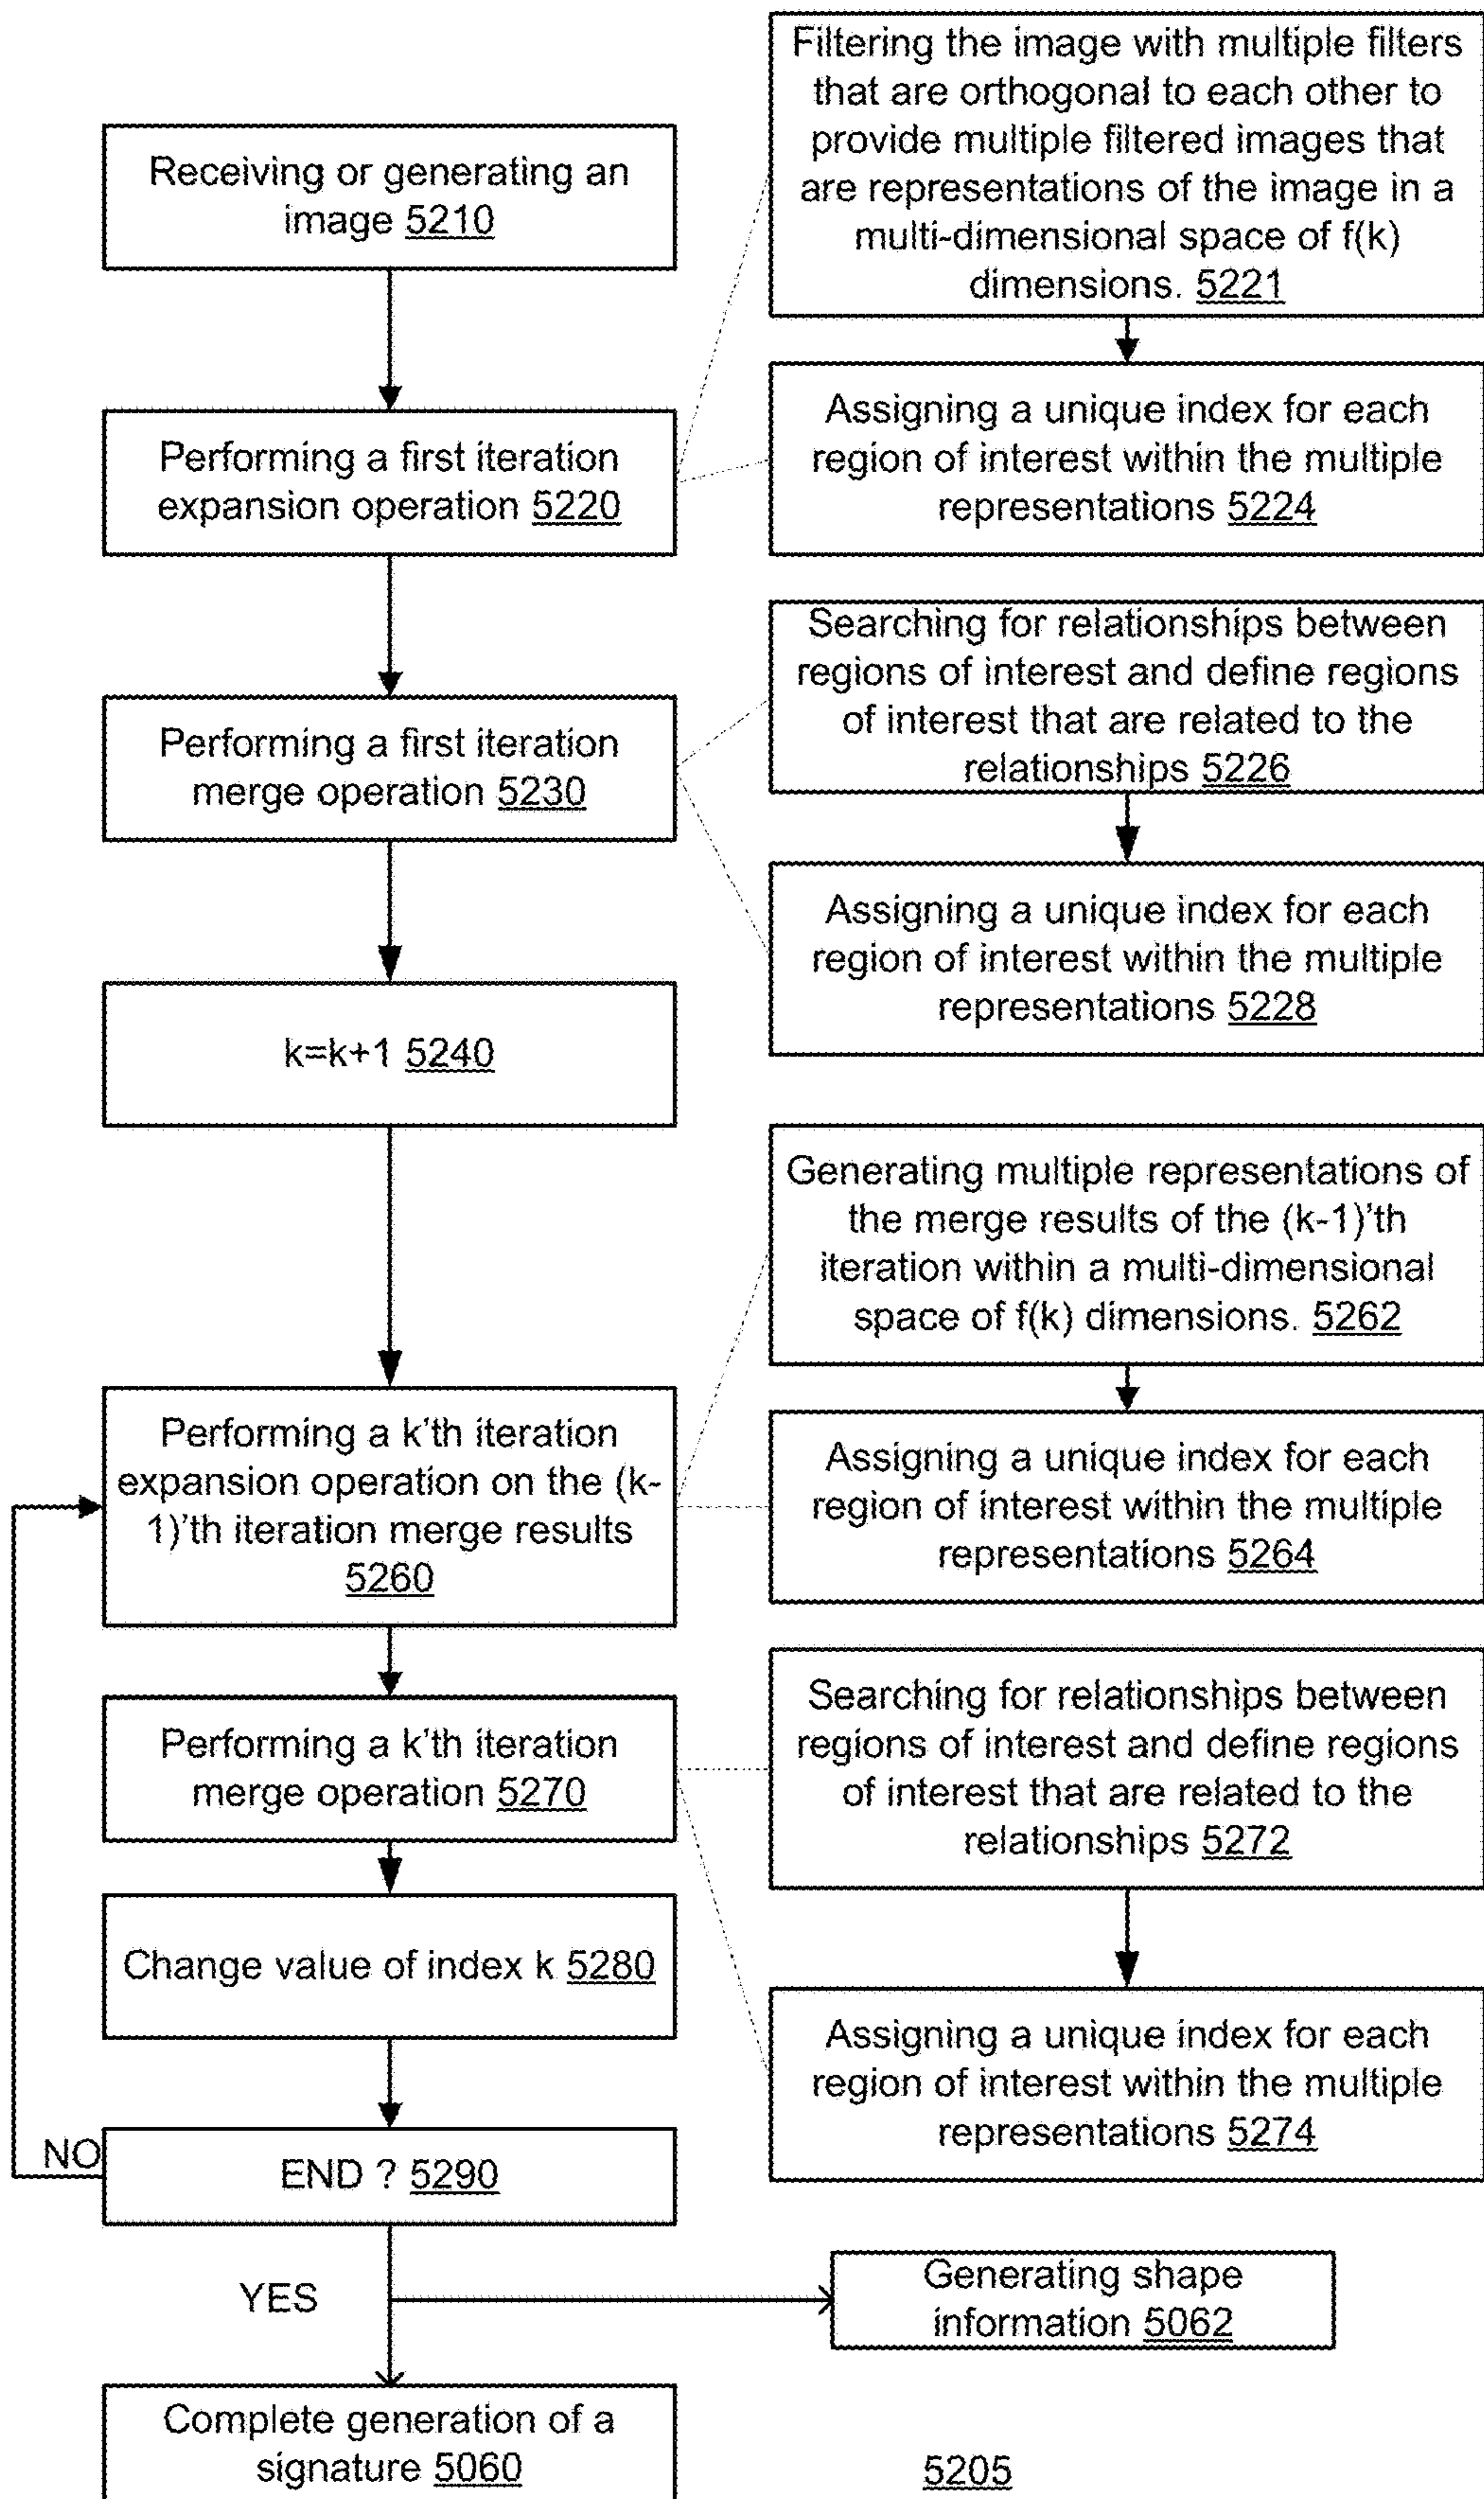 Receiving or generating an
image 5210
Filtering the image with multiple filters
that are orthogonal to each other to
provide multiple filtered images that
are representations of the image in a
multi-dimensional space of f(k)
dimensions. 5221
Performing a first iteration
expansion operation 5220
Assigning a unique index for each
region of interest within the multiple
representations 5224
Performing a first iteration
merge operation 5230
Searching for relationships between
regions of interest and define regions
of interest that are related to the
relationships 5226
Assigning a unique index for each
region of interest within the multiple
representations 5228
k=k+1 5240
Generating multiple representations of
the merge results of the (k-1)'th
iteration within a multi-dimensional
space of f(k) dimensions. 5262
Performing a k'th iteration
expansion operation on the (k-
1)'th iteration merge results
5260
Assigning a unique index for each
region of interest within the multiple
representations 5264
Performing a k'th iteration
merge operation 5270
Searching for relationships between
regions of interest and define regions
of interest that are related to the
relationships 5272
Change value of index k 5280
Assigning a unique index for each
region of interest within the multiple
representations 5274
NO
END ? 5290
YES
Generating shape
information 5062
Complete generation of a
signature 5060
5205